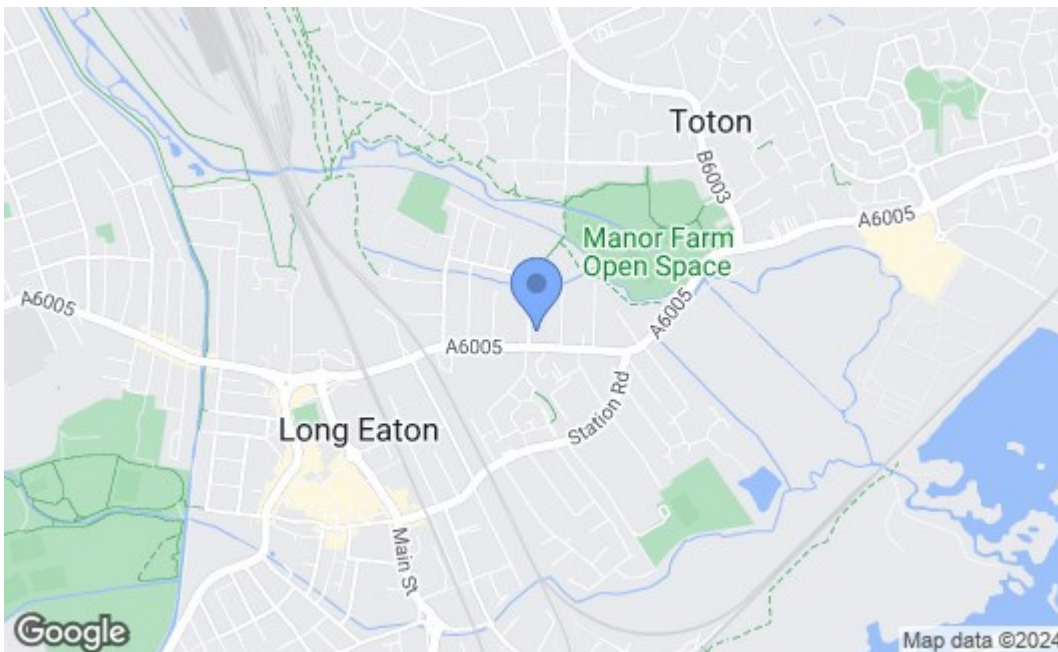 Toton
B6003
A6005
Manor Farm
Open Space
A6005
A6005
A6005
Station Rd
Long Eaton
Main St
Google
Map data ©2024